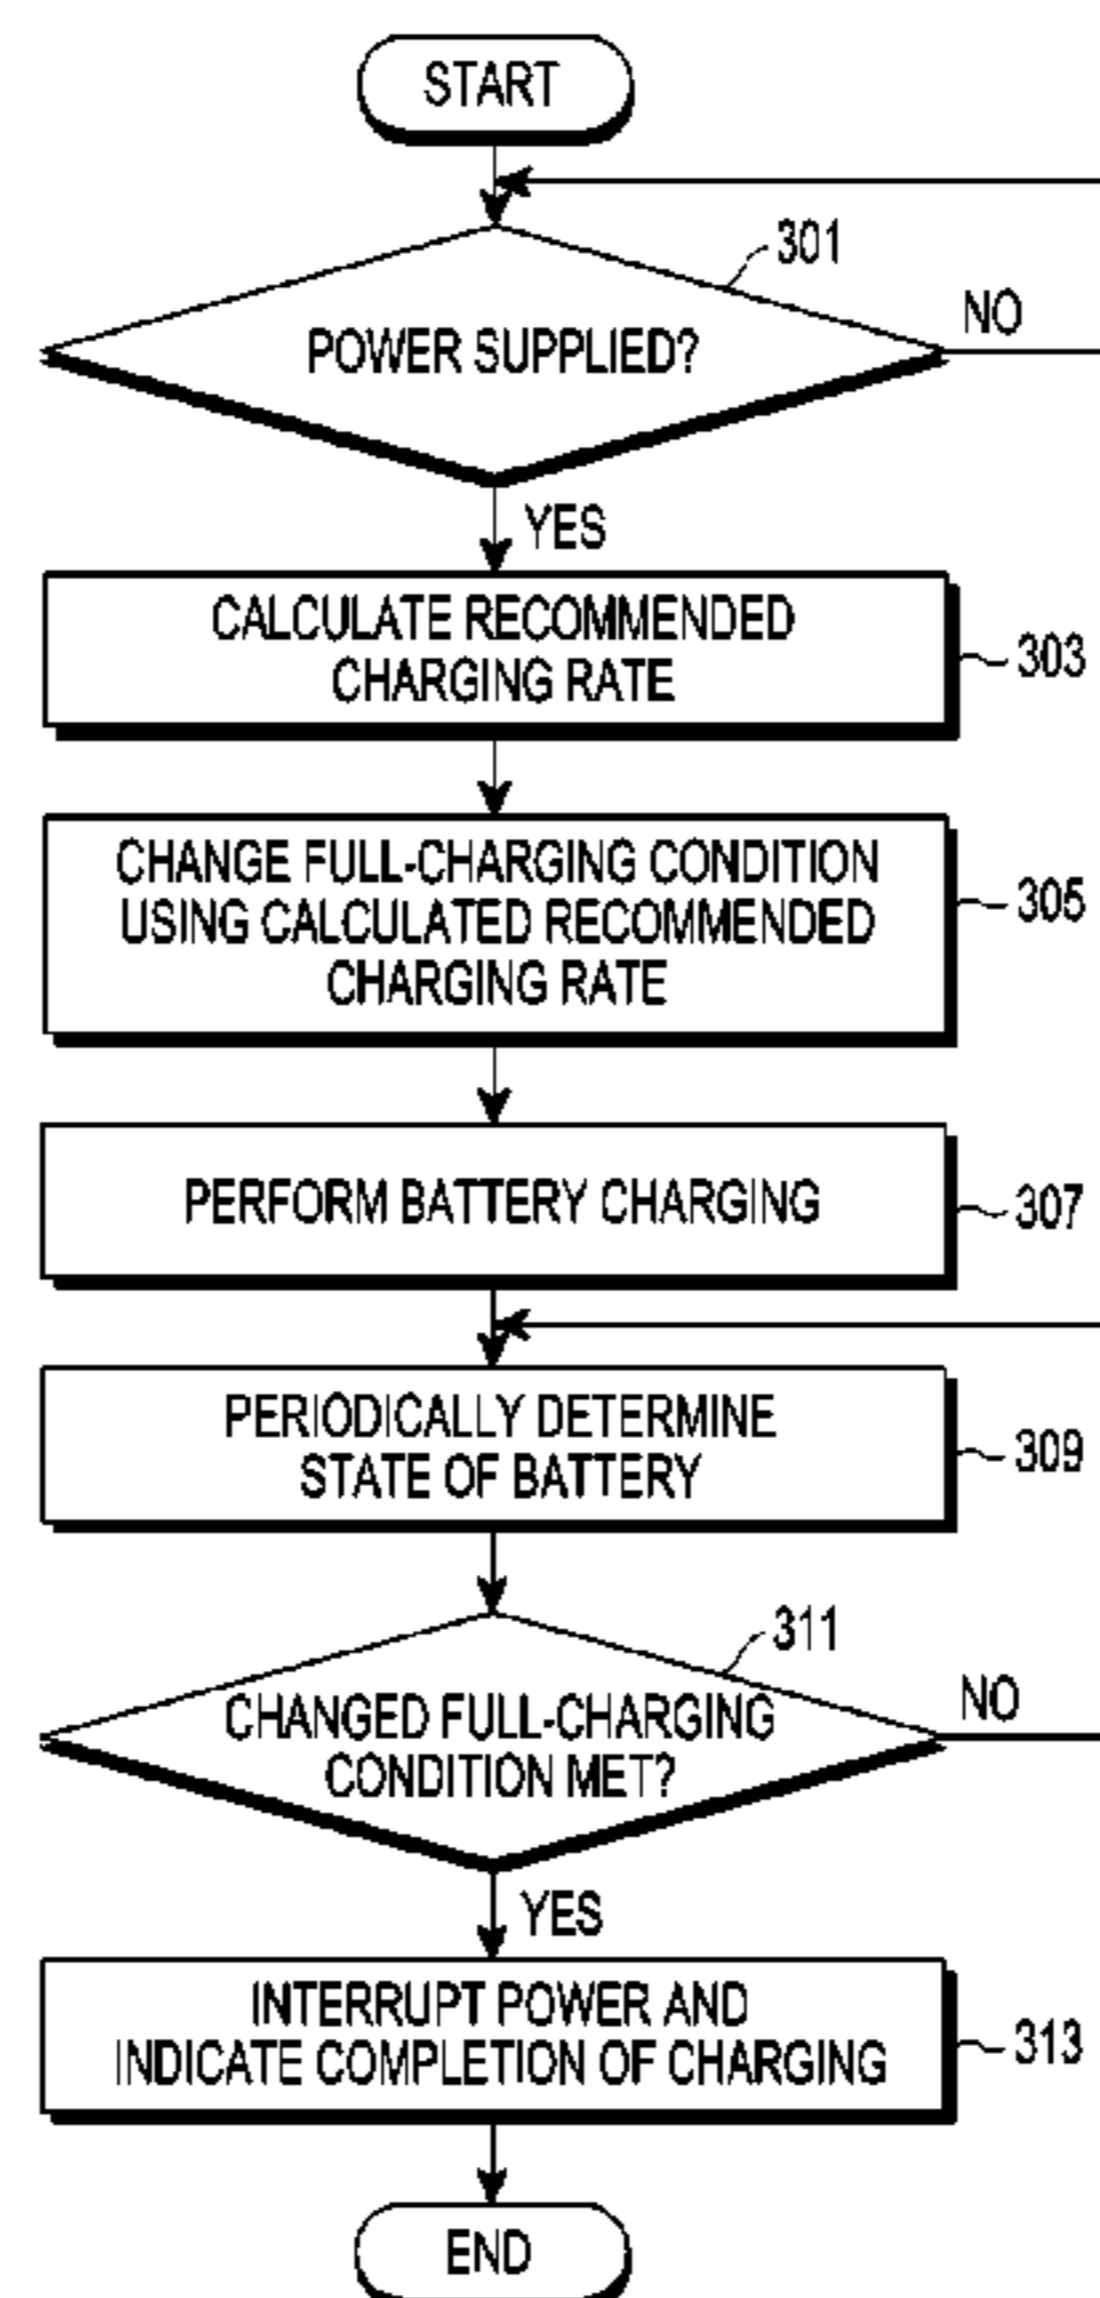 START
301
NO
POWER SUPPLIED?
YES
CALCULATE RECOMMENDED
CHARGING RATE
303
CHANGE FULL-CHARGING CONDITION
USING CALCULATED RECOMMENDED
CHARGING RATE
305
PERFORM BATTERY CHARGING
307
PERIODICALLY DETERMINE
STATE OF BATTERY
309
311
NO
CHANGED FULL-CHARGING
CONDITION MET?
YES
INTERRUPT POWER AND
INDICATE COMPLETION OF CHARGING
313
END